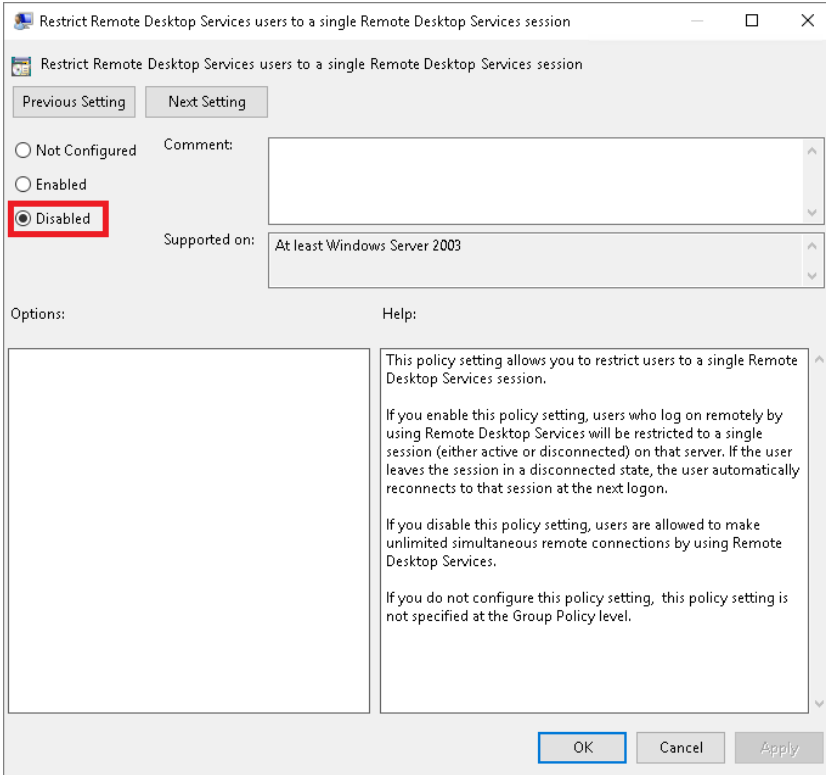 Restrict Remote Desktop Services users to a single Remote Desktop Services session
Restrict Remote Desktop Services users to a single Remote Desktop Services session
Previous Setting
Next Setting
Not Configured
Enabled
Disabled
Comment:
Supported on:
At least Windows Server 2003
Options:
Help:
This policy setting allows you to restrict users to a single Remote
Desktop Services session.
If you enable this policy setting, users who log on remotely by
using Remote Desktop Services will be restricted to a single
session (either active or disconnected) on that server. If the user
leaves the session in a disconnected state, the user automatically
reconnects to that session at the next logon.
If you disable this policy setting, users are allowed to make
unlimited simultaneous remote connections by using Remote
Desktop Services.
If you do not configure this policy setting,  this policy setting is
not specified at the Group Policy level.
OK
Cancel
Apply